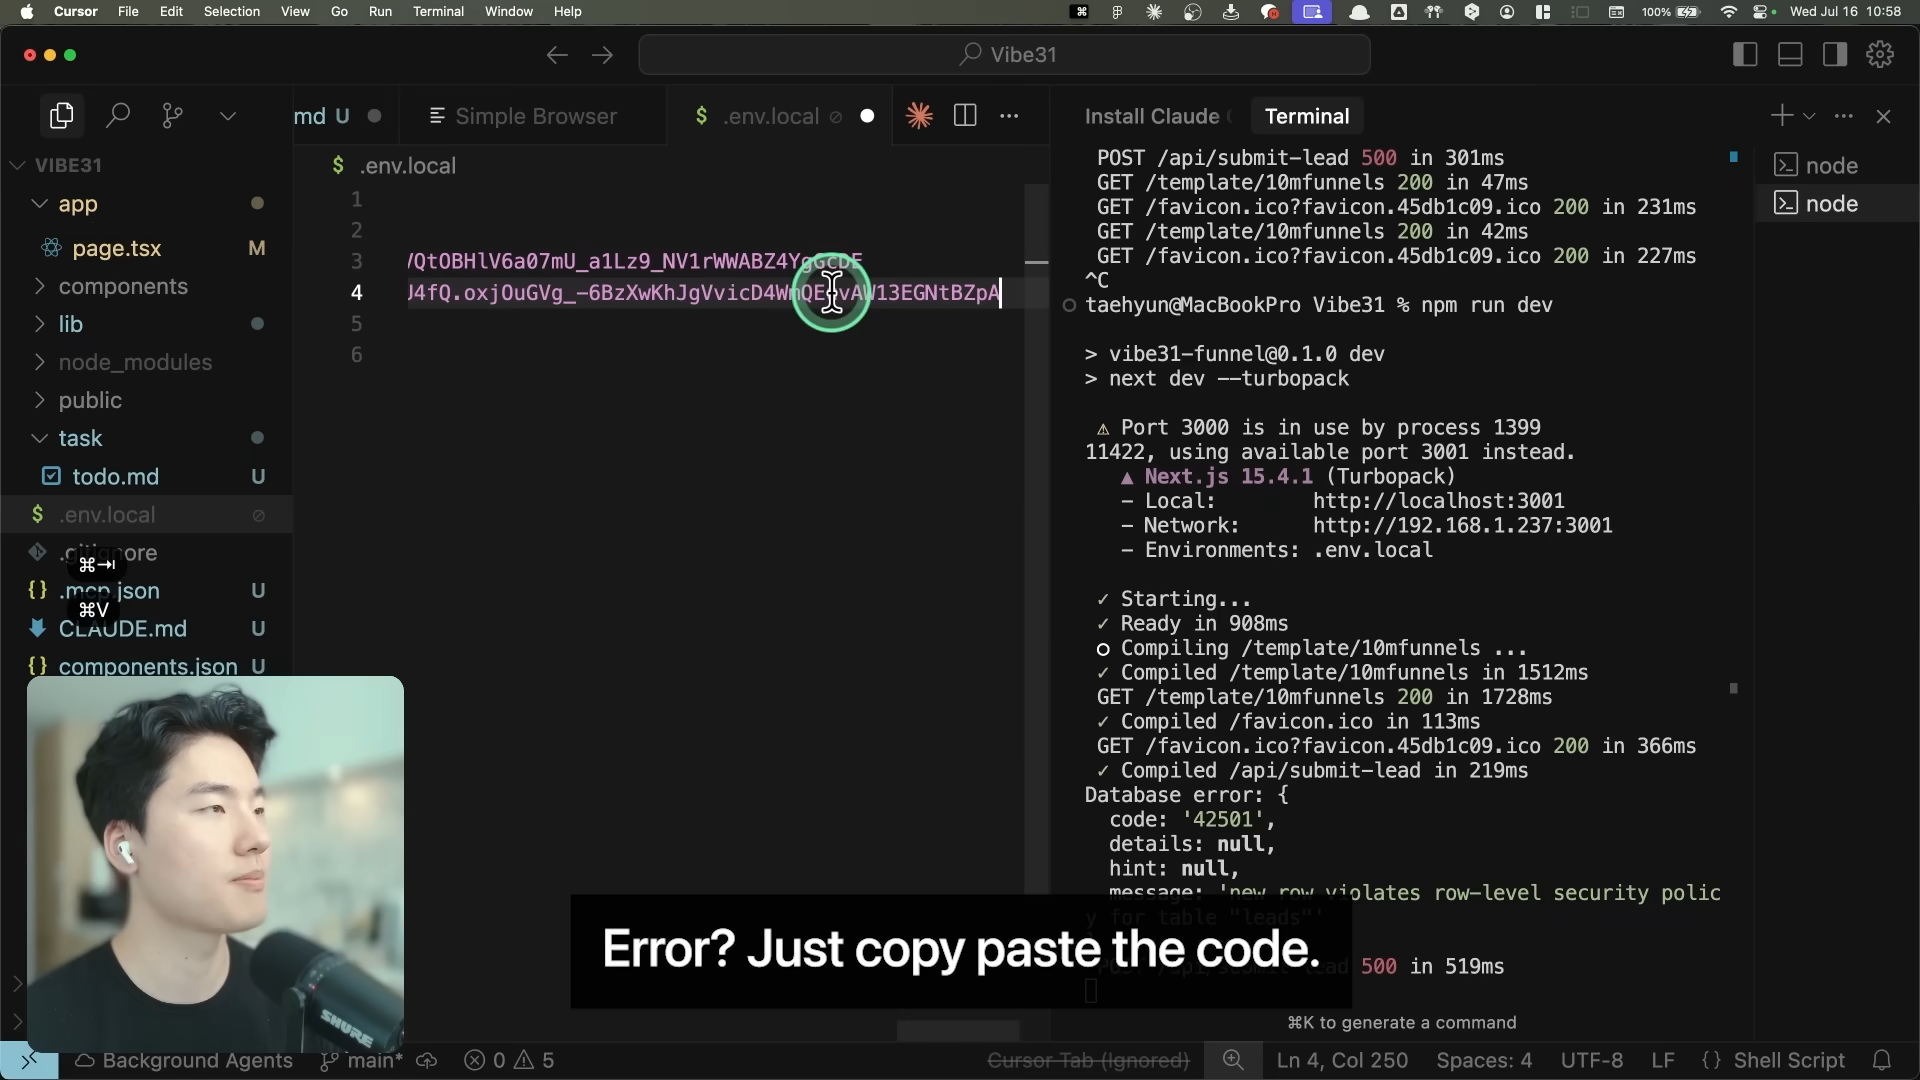 Cursor File Edit Selection View Go Run Terminal Window Help
100% Wed Jul 16 10:58
Vibe31
md U
Simple Browser
$ .env.local
Install Claude
Terminal
VIBE31
app
page.tsx M
components
lib
node_modules
public
task
todo.md U
$ .env.local
.gitignore
⌘⇥
{} .mcp.json U
⌘V
CLAUDE.md U
{} components.json U
$ .env.local
1
2
3 VQtOBHlV6a07mU_a1Lz9_NV1rWWABZ4YgGcDE
4
5
6
POST /api/submit-lead 500 in 301ms
GET /template/10mfunnels 200 in 47ms
GET /favicon.ico?favicon.45db1c09.ico 200 in 231ms
GET /template/10mfunnels 200 in 42ms
GET /favicon.ico?favicon.45db1c09.ico 200 in 227ms
^C
taehyun@MacBookPro Vibe31 % npm run dev
> vibe31-funnel@0.1.0 dev
> next dev --turbopack
⚠ Port 3000 is in use by process 1399
11422, using available port 3001 instead.
▲ Next.js 15.4.1 (Turbopack)
- Local: http://localhost:3001
- Network: http://192.168.1.237:3001
- Environments: .env.local
✓ Starting...
✓ Ready in 908ms
○ Compiling /template/10mfunnels ...
✓ Compiled /template/10mfunnels in 1512ms
GET /template/10mfunnels 200 in 1728ms
✓ Compiled /favicon.ico in 113ms
GET /favicon.ico?favicon.45db1c09.ico 200 in 366ms
✓ Compiled /api/submit-lead in 219ms
Database error: {
code: '42501',
details: null,
hint: null,
message: 'new row violates row-level security polic
y for table "leads"'
POST /api/submit-lead 500 in 519ms
⌘K to generate a command
node
node
Error? Just copy paste the code.
SHURE
Background Agents main* 0 5
Cursor Tab (Ignored) Ln 4, Col 250 Spaces: 4 UTF-8 LF {} Shell Script